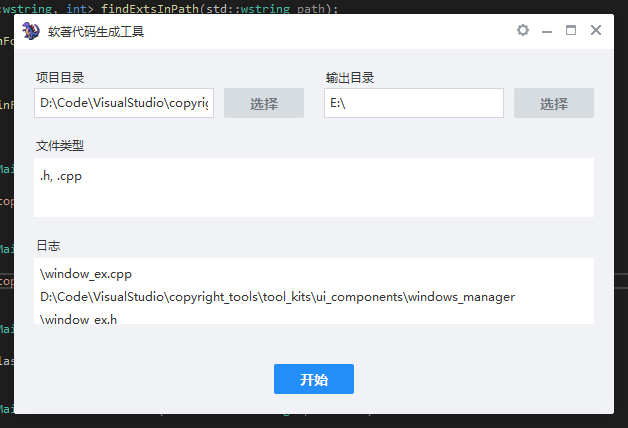 :wstring, int> findExtsInPath(std::wstring path);
软著代码生成工具
项目目录
输出目录
D:\Code\VisualStudio\copyrig
选择
E:\
选择
文件类型
.h, .cpp
日志
\window_ex.cpp
D:\Code\VisualStudio\copyright_tools\tool_kits\ui_components\windows_manager
\window_ex.h
开始